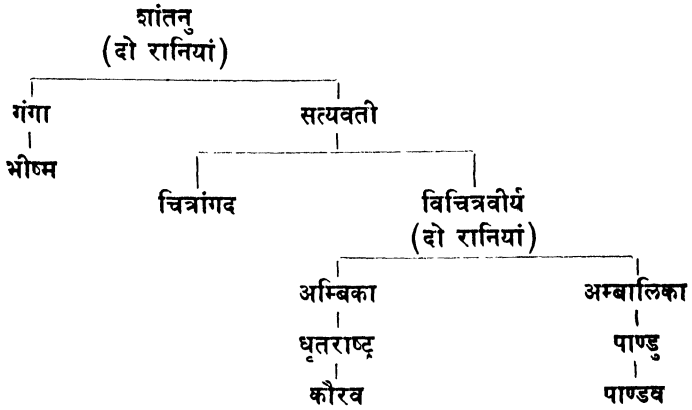 शांतनु
(दो रानियां)
गंगा सत्यवती
भीष्म
चित्रांगद विचित्रवीर्य
(दो रानियां)
अम्बिका अम्बालिका
धृतराष्ट्र पाण्डु
कौरव पाण्डव